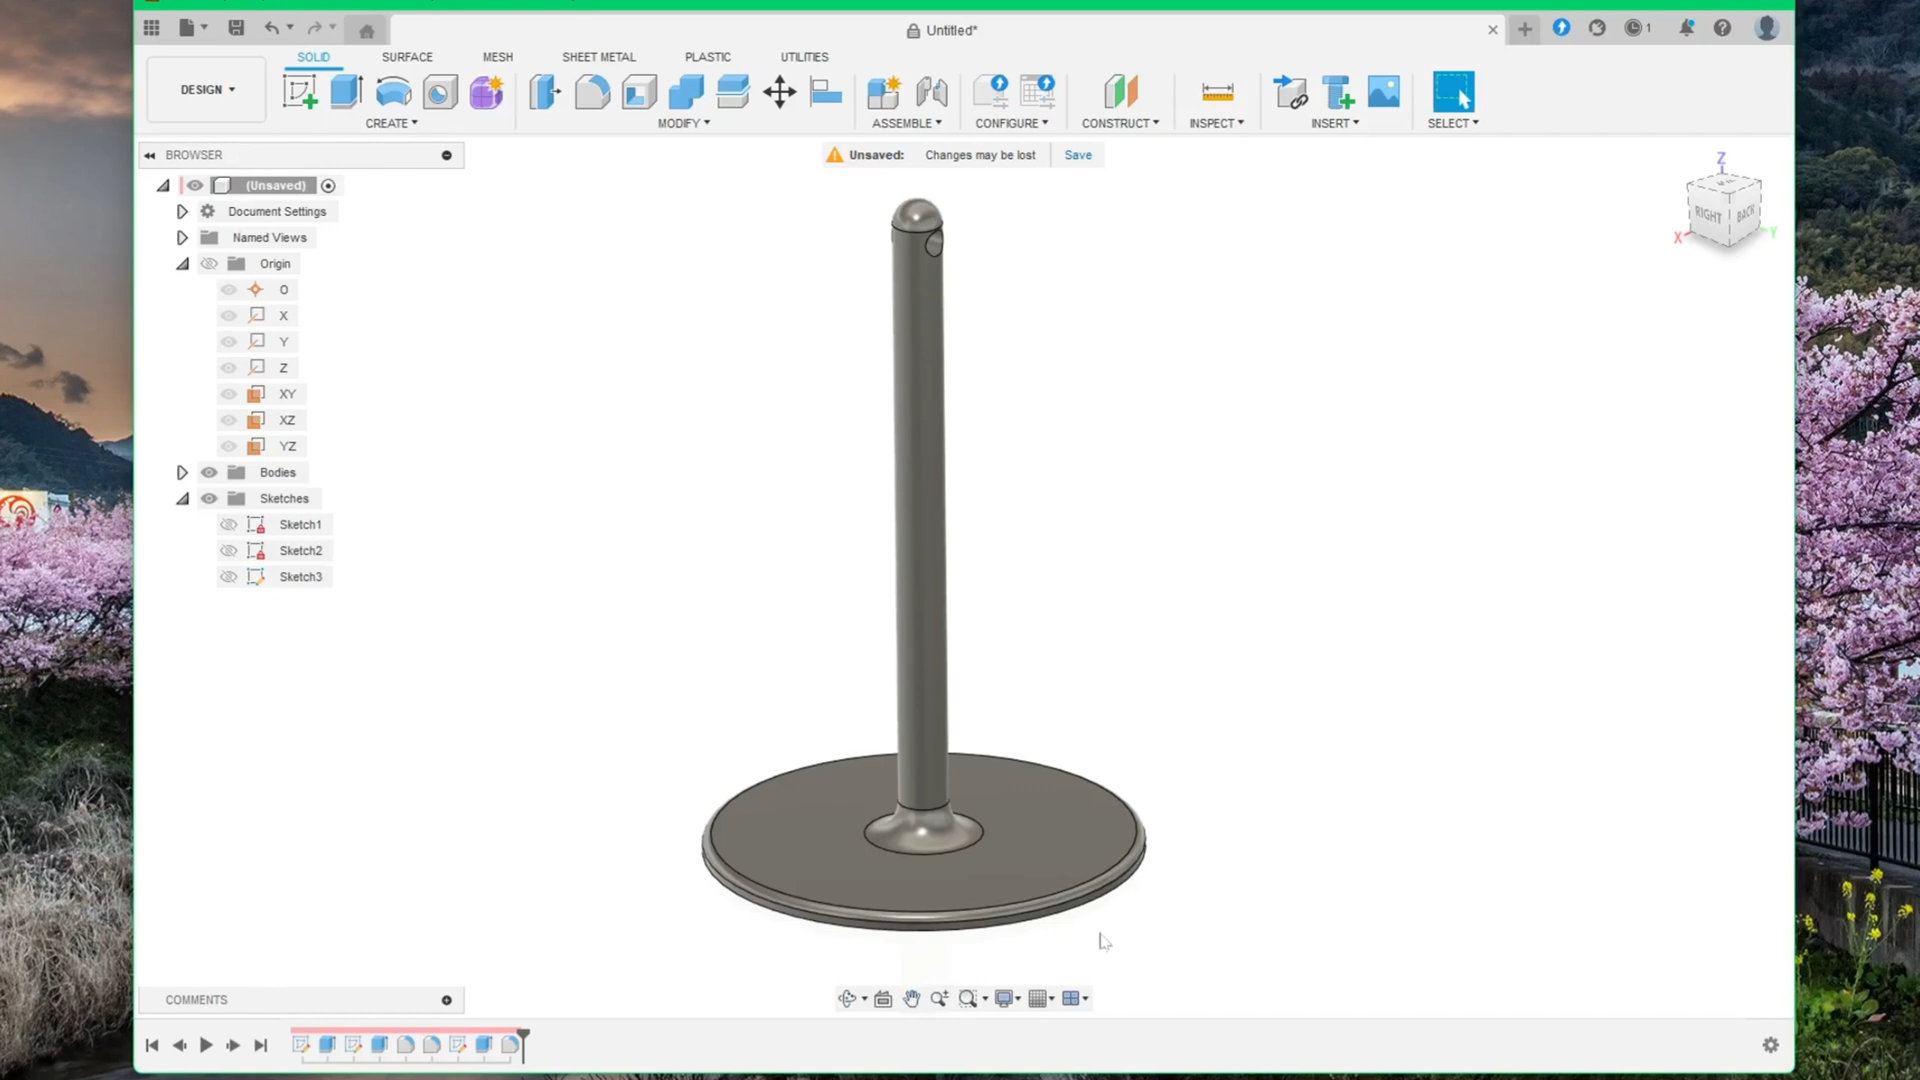 Untitled*
1
SOLID
SURFACE
MESH
SHEET METAL
PLASTIC
UTILITIES
DESIGN
CREATE
MODIFY
ASSEMBLE
CONFIGURE
CONSTRUCT
INSPECT
INSERT
SELECT
BROWSER
Unsaved: Changes may be lost Save
(Unsaved)
Document Settings
Named Views
Origin
O
X
Y
Z
XY
XZ
YZ
Bodies
Sketches
Sketch1
Sketch2
Sketch3
Z
RIGHT
BACK
X
Y
COMMENTS